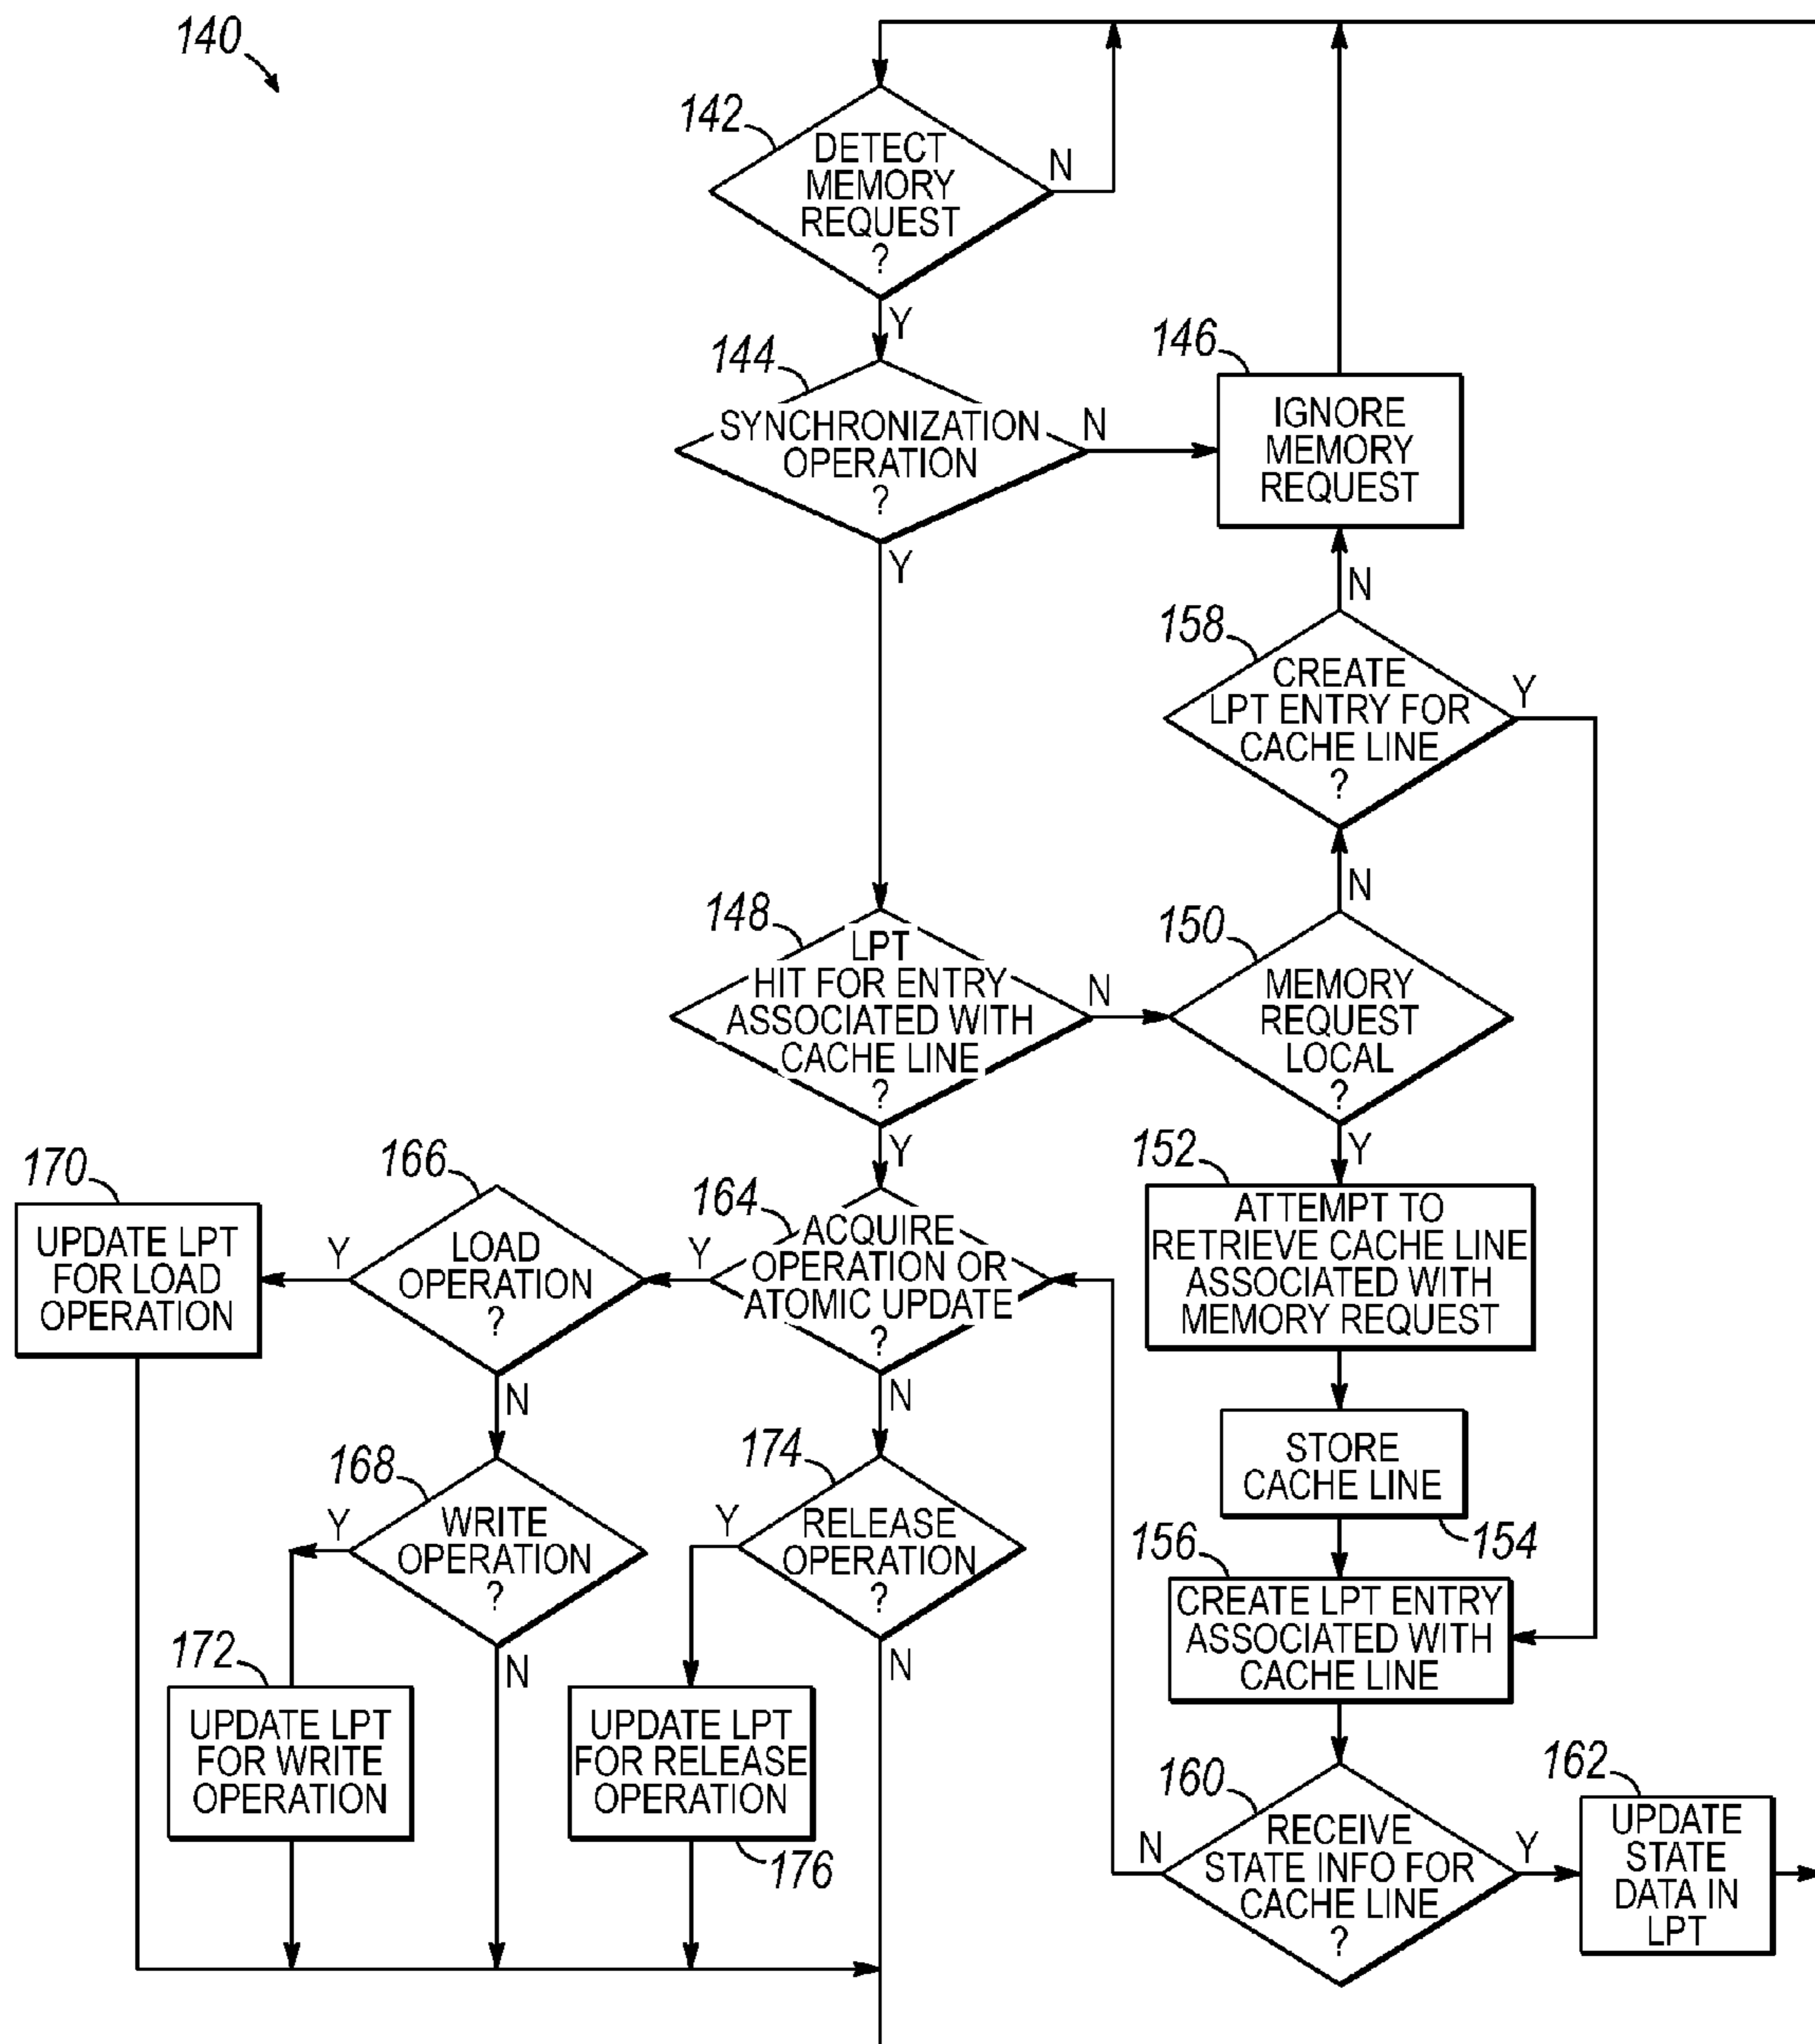 140
142
DETECT
MEMORY
REQUEST
?
N
Y
144
SYNCHRONIZATION
OPERATION
?
N
Y
146
IGNORE
MEMORY
REQUEST
N
158
CREATE
LPT ENTRY FOR
CACHE LINE
?
Y
N
148
LPT
HIT FOR ENTRY
ASSOCIATED WITH
CACHE LINE
?
N
Y
150
MEMORY
REQUEST
LOCAL
?
Y
152
ATTEMPT TO
RETRIEVE CACHE LINE
ASSOCIATED WITH
MEMORY REQUEST
170
UPDATE LPT
FOR LOAD
OPERATION
Y
166
LOAD
OPERATION
?
N
Y
164
ACQUIRE
OPERATION OR
ATOMIC UPDATE
?
N
STORE
CACHE LINE
154
168
Y
WRITE
OPERATION
?
N
174
Y
RELEASE
OPERATION
?
N
156
CREATE LPT ENTRY
ASSOCIATED WITH
CACHE LINE
172
UPDATE LPT
FOR WRITE
OPERATION
UPDATE LPT
FOR RELEASE
OPERATION
176
160
N
RECEIVE
STATE INFO FOR
CACHE LINE
?
Y
162
UPDATE
STATE
DATA IN
LPT